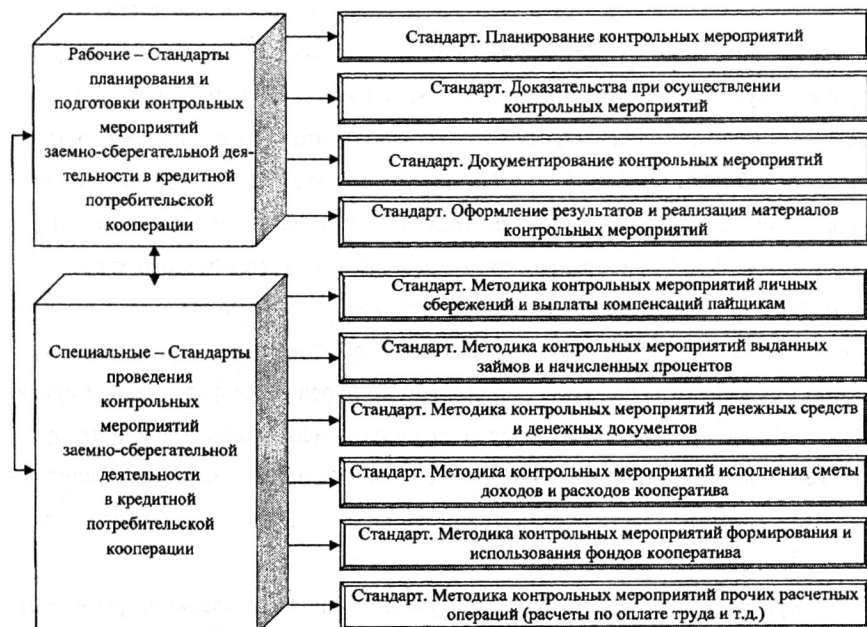 Рабочие – Стандарты
планирования и
подготовки контрольных
мероприятий
заемно-сберегательной дея-
тельности в кредитной
потребительской
кооперации
Стандарт. Планирование контрольных мероприятий
Стандарт. Доказательства при осуществлении
контрольных мероприятий
Стандарт. Документирование контрольных мероприятий
Стандарт. Оформление результатов и реализация материалов
контрольных мероприятий
Специальные – Стандарты
проведения
контрольных
мероприятий
заемно-сберегательной
деятельности
в кредитной
потребительской
кооперации
Стандарт. Методика контрольных мероприятий личных
сбережений и выплаты компенсаций пайщикам
Стандарт. Методика контрольных мероприятий выданных
займов и начисленных процентов
Стандарт. Методика контрольных мероприятий денежных средств
и денежных документов
Стандарт. Методика контрольных мероприятий исполнения сметы
доходов и расходов кооператива
Стандарт. Методика контрольных мероприятий формирования и
использования фондов кооператива
Стандарт. Методика контрольных мероприятий прочих расчетных
операций (расчеты по оплате труда и т.д.)